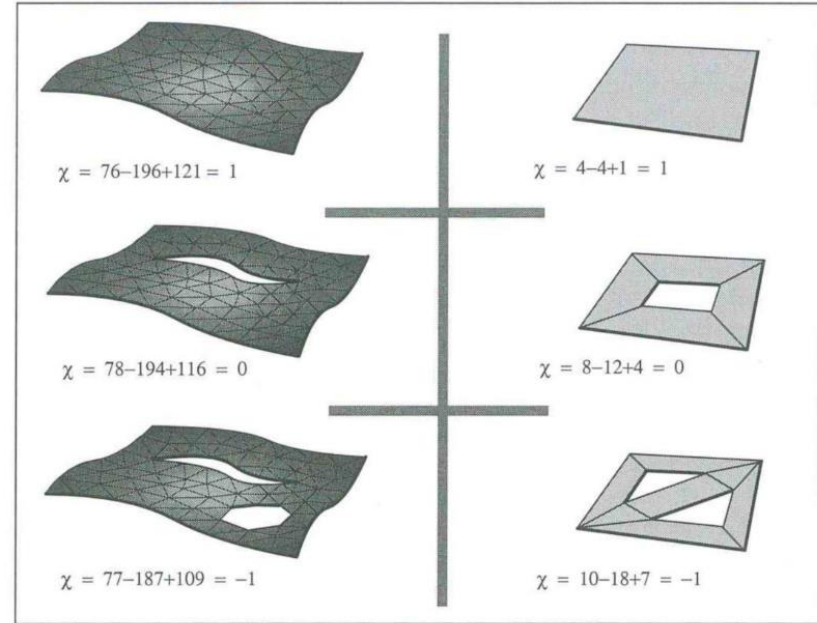 χ = 76–196+121 = 1
χ = 4–4+1 = 1
χ = 78–194+116 = 0
χ = 8–12+4 = 0
χ = 77–187+109 = –1
χ = 10–18+7 = –1